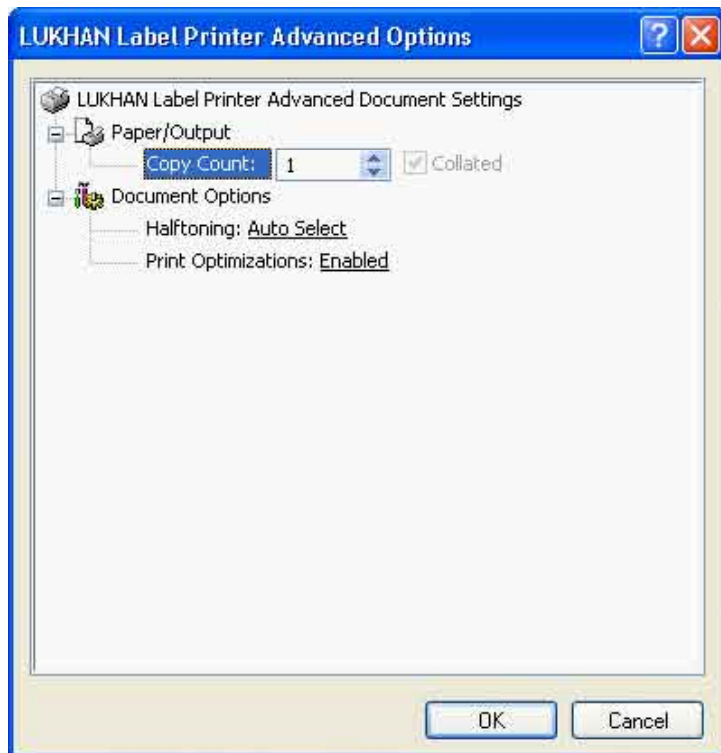 LUKHAN Label Printer Advanced Options
LUKHAN Label Printer Advanced Document Settings
Paper/Output
Copy Count: 1 Collated
Document Options
Halftoning: Auto Select
Print Optimizations: Enabled
OK Cancel